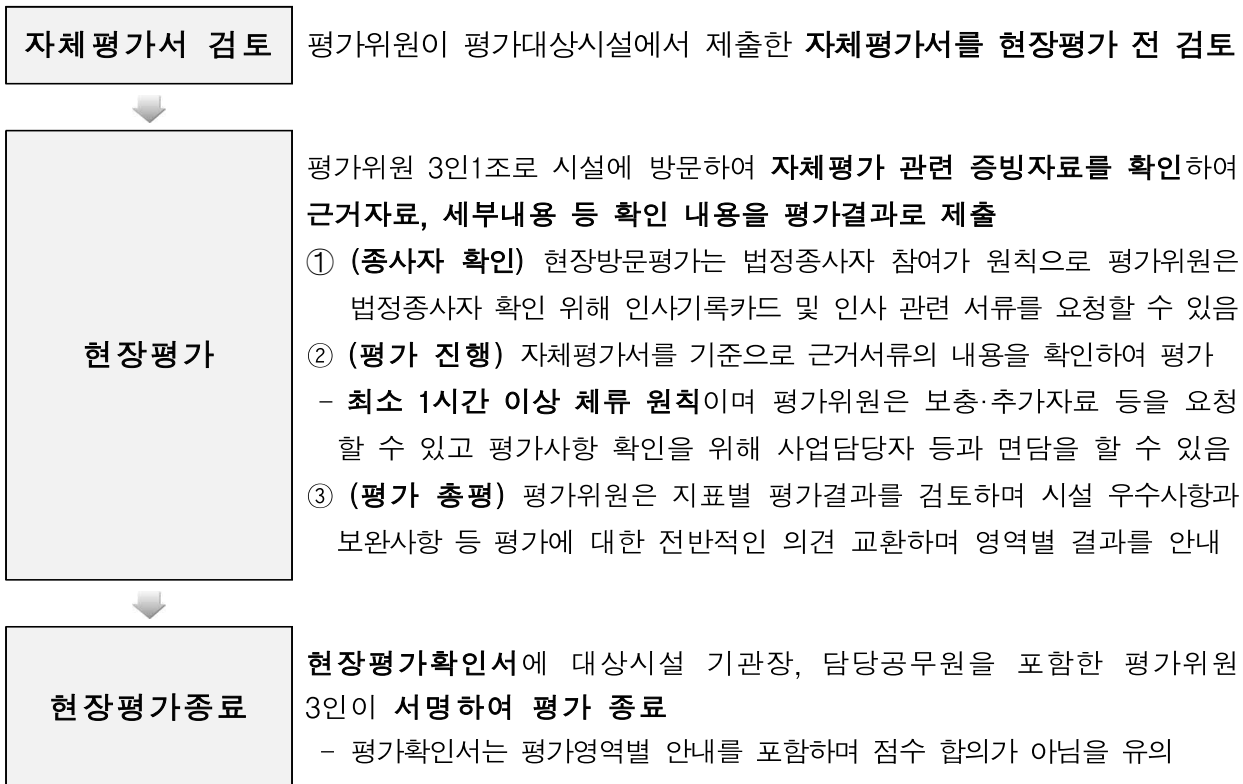 자체평가서 검토
평가위원이 평가대상시설에서 제출한 자체평가서를 현장평가 전 검토
현장평가
평가위원 3인1조로 시설에 방문하여 자체평가 관련 증빙자료를 확인하여
근거자료, 세부내용 등 확인 내용을 평가결과로 제출
① (종사자 확인) 현장방문평가는 법정종사자 참여가 원칙으로 평가위원은
법정종사자 확인 위해 인사기록카드 및 인사 관련 서류를 요청할 수 있음
② (평가 진행) 자체평가서를 기준으로 근거서류의 내용을 확인하여 평가
- 최소 1시간 이상 체류 원칙이며 평가위원은 보충·추가자료 등을 요청
할 수 있고 평가사항 확인을 위해 사업담당자 등과 면담을 할 수 있음
③ (평가 총평) 평가위원은 지표별 평가결과를 검토하며 시설 우수사항과
보완사항 등 평가에 대한 전반적인 의견 교환하며 영역별 결과를 안내
현장평가종료
현장평가확인서에 대상시설 기관장, 담당공무원을 포함한 평가위원
3인이 서명하여 평가 종료
- 평가확인서는 평가영역별 안내를 포함하며 점수 합의가 아님을 유의